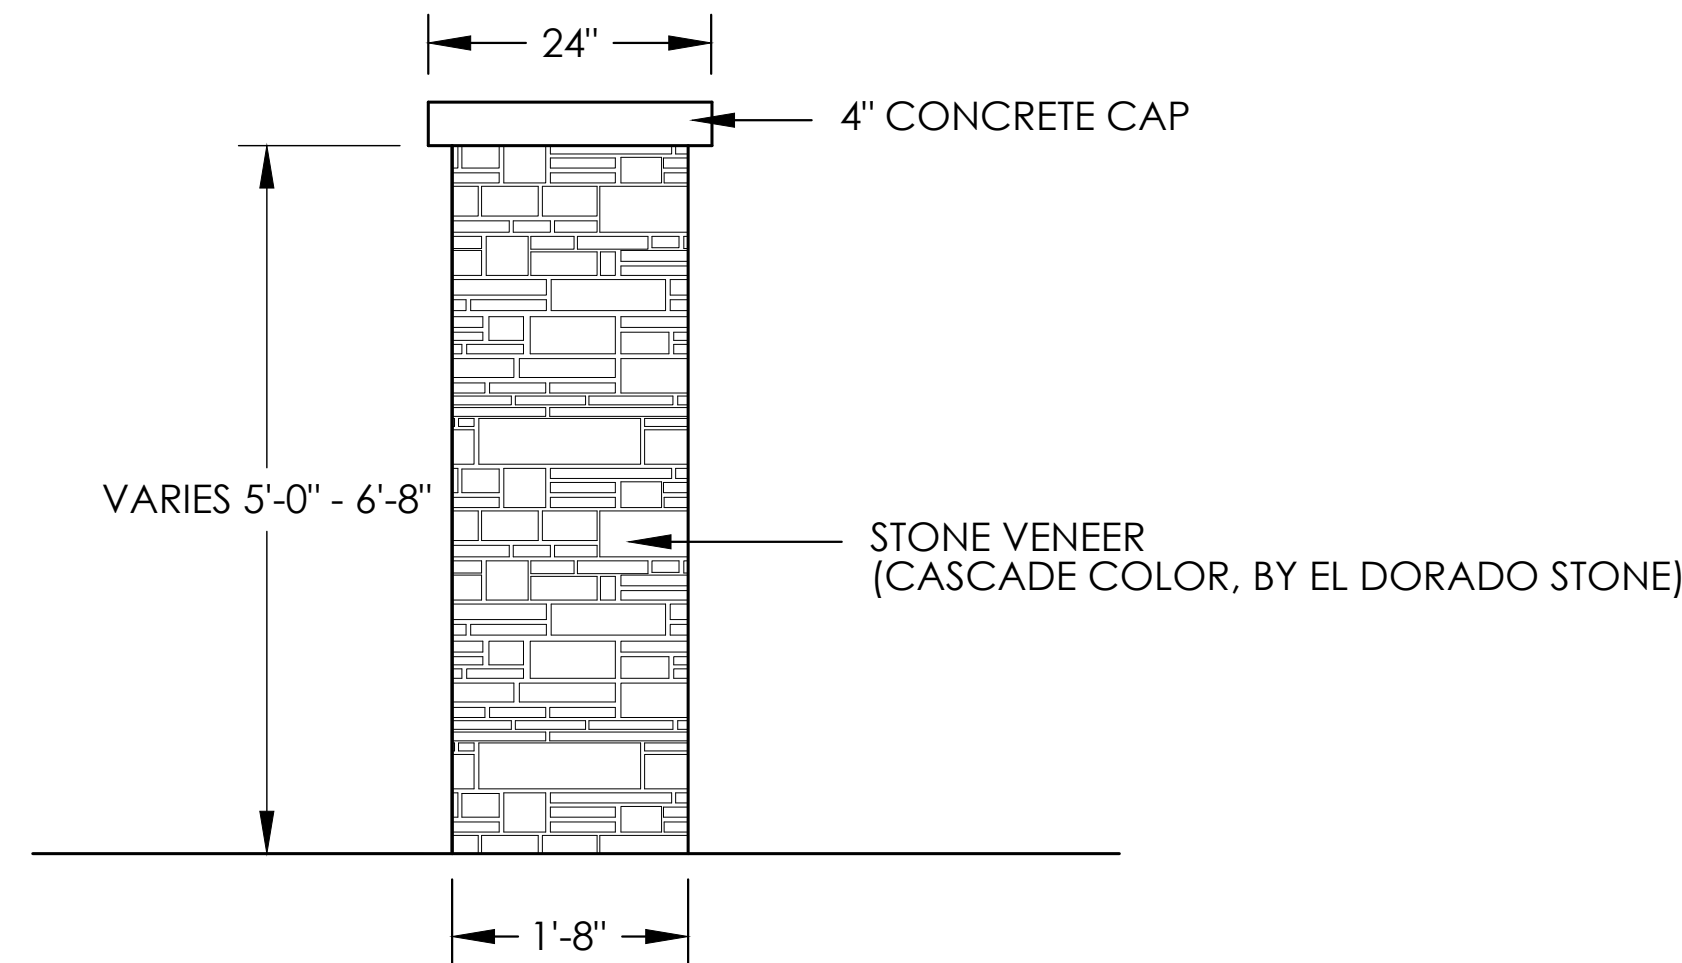 24"
4" CONCRETE CAP
VARIES 5'-0" - 6'-8"
STONE VENEER
(CASCADE COLOR, BY EL DORADO STONE)
1'-8"